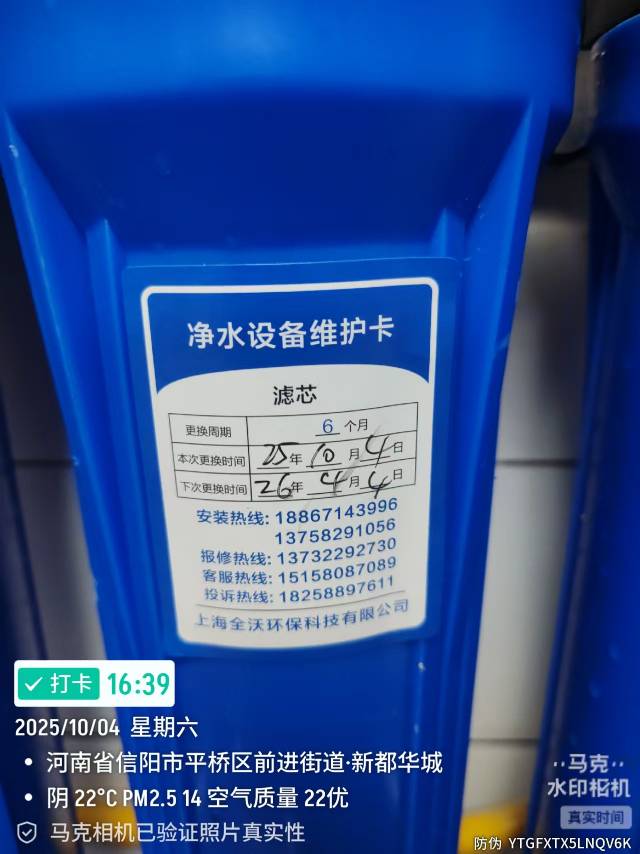 净水设备维护卡
滤芯
更换周期 6 个月
本次更换时间 25年 10月 4日
下次更换时间 26年 4月 4日
安装热线: 18867143996
13758291056
报修热线: 13732292730
客服热线: 15158087089
投诉热线: 18258897611
上海全沃环保科技有限公司
打卡 16:39
2025/10/04 星期六
• 河南省信阳市平桥区前进街道·新都华城
• 阴 22°C PM2.5 14 空气质量 22优
马克相机已验证照片真实性
马克
水印相机
真实时间
防伪 YTGFXTX5LNQV6K